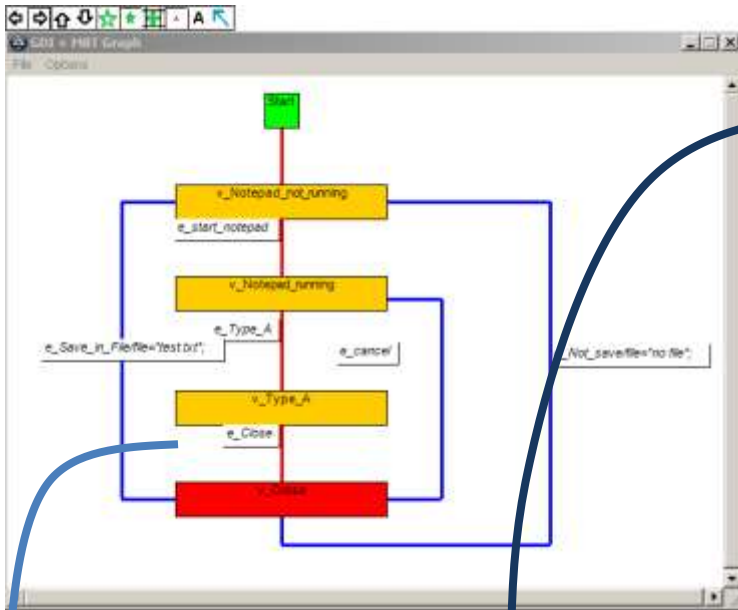 A
GDI + MBT Graph
File Options
Start
v_Notepad_not_running
e_start_notepad
v_Notepad_running
e_Type_A
e_Save_in_File/file="test.txt";
e_cancel
_Not_save/file="no file";
v_Type_A
e_Close